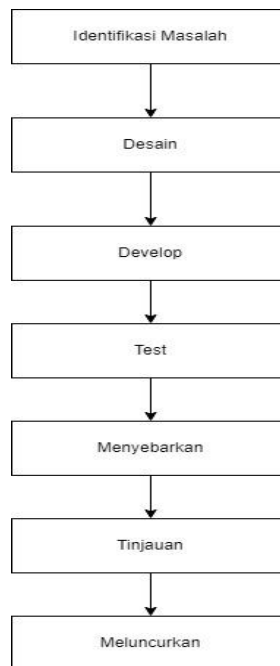 Identifikasi Masalah
Desain
Develop
Test
Menyebarkan
Tinjauan
Meluncurkan